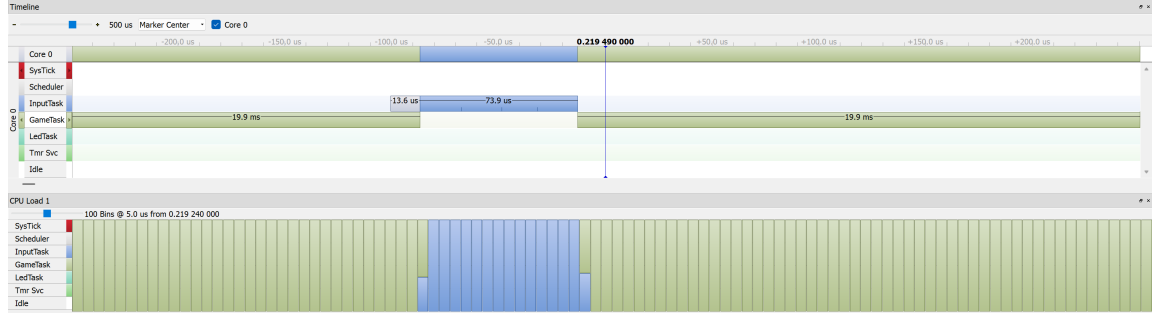 Timeline
- + 500 us Marker Center Core 0
-200,0 us -150,0 us -100,0 us -50,0 us 0.219 490 000 +50,0 us +100,0 us +150,0 us +200,0 us
Core 0
Core 0
SysTick
Scheduler
InputTask 13.6 us 73.9 us
GameTask 19.9 ms 19.9 ms
LedTask
Tmr Svc
Idle
CPU Load 1
100 Bins @ 5.0 us from 0.219 240 000
SysTick
Scheduler
InputTask
GameTask
LedTask
Tmr Svc
Idle